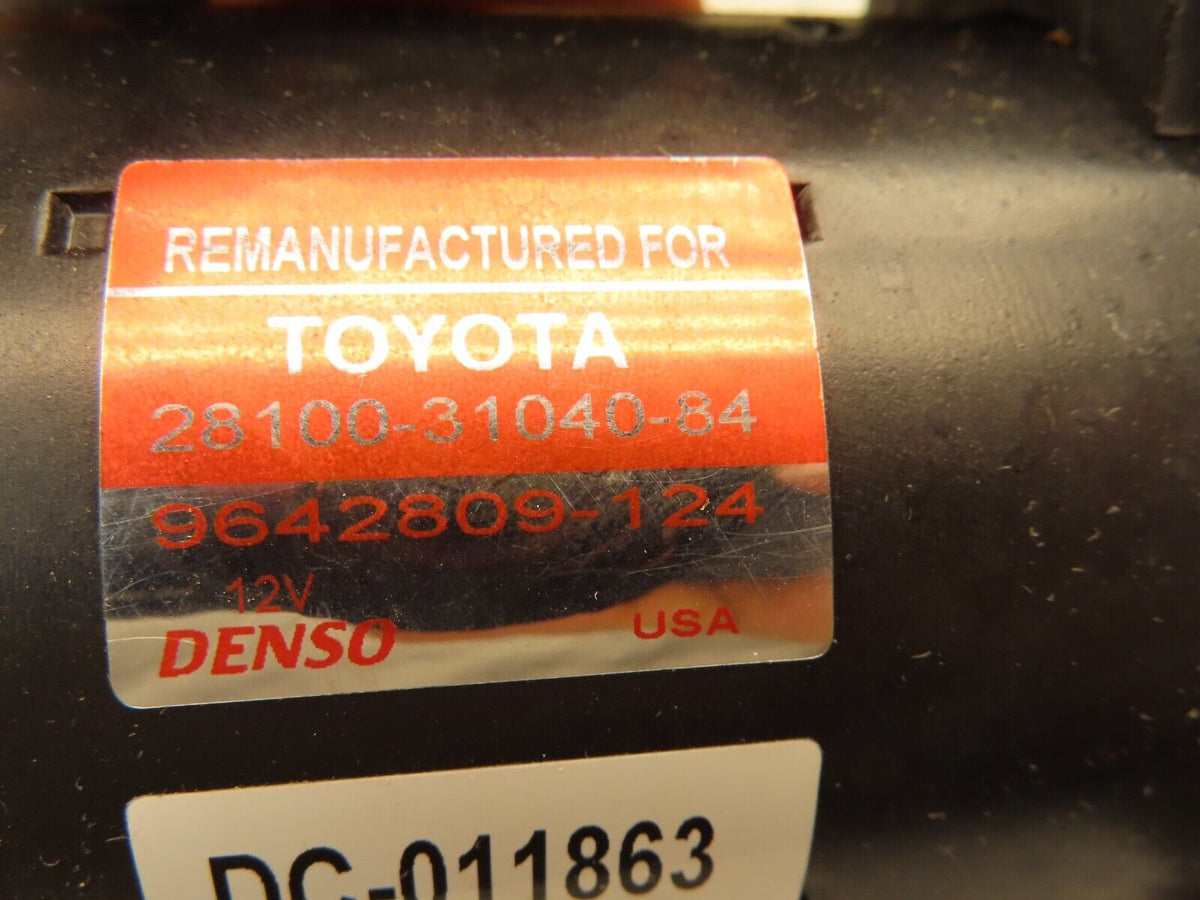 REMANUFACTURED FOR
TOYOTA
28100-31040-84
9642809-124
12V
DENSO USA
DC-011863